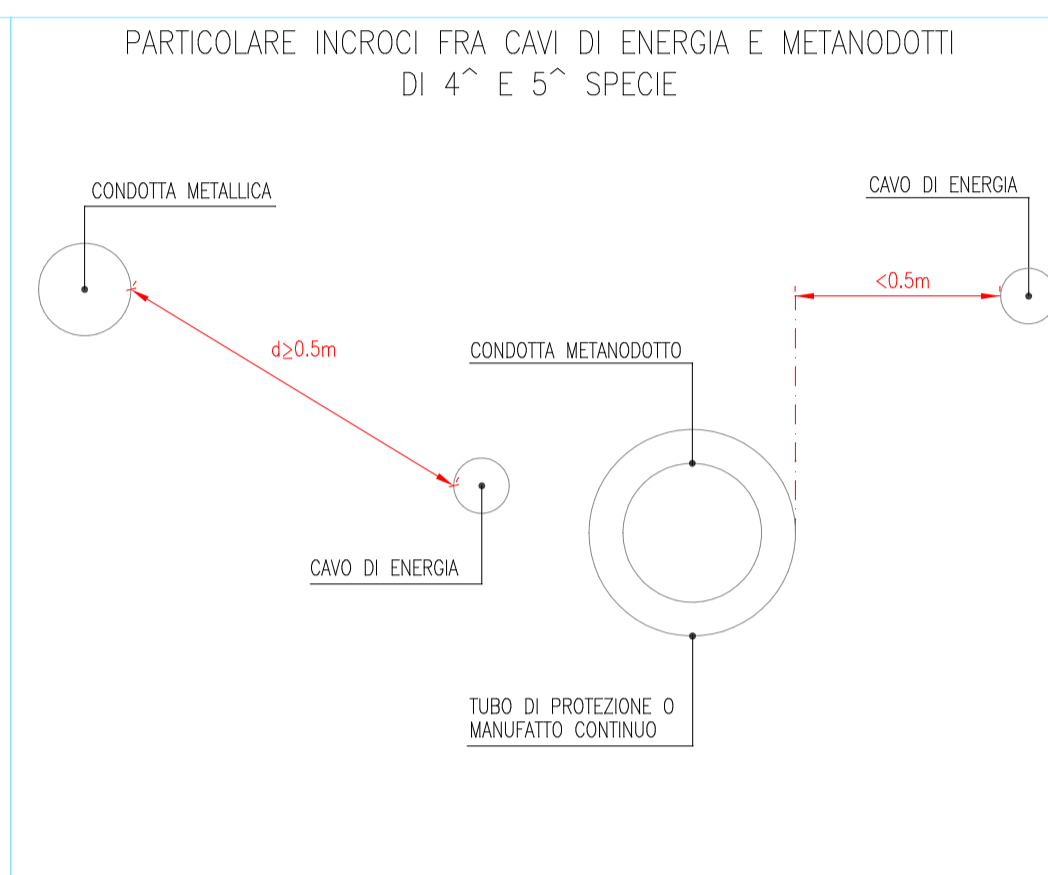 PARTICOLARE INCROCI FRA CAVI DI ENERGIA E METANODOTTI
DI 4^ E 5^ SPECIE
CONDOTTA METALLICA
CAVO DI ENERGIA
<0.5m
d≥0.5m
CONDOTTA METANODOTTO
CAVO DI ENERGIA
TUBO DI PROTEZIONE O
MANUFATTO CONTINUO